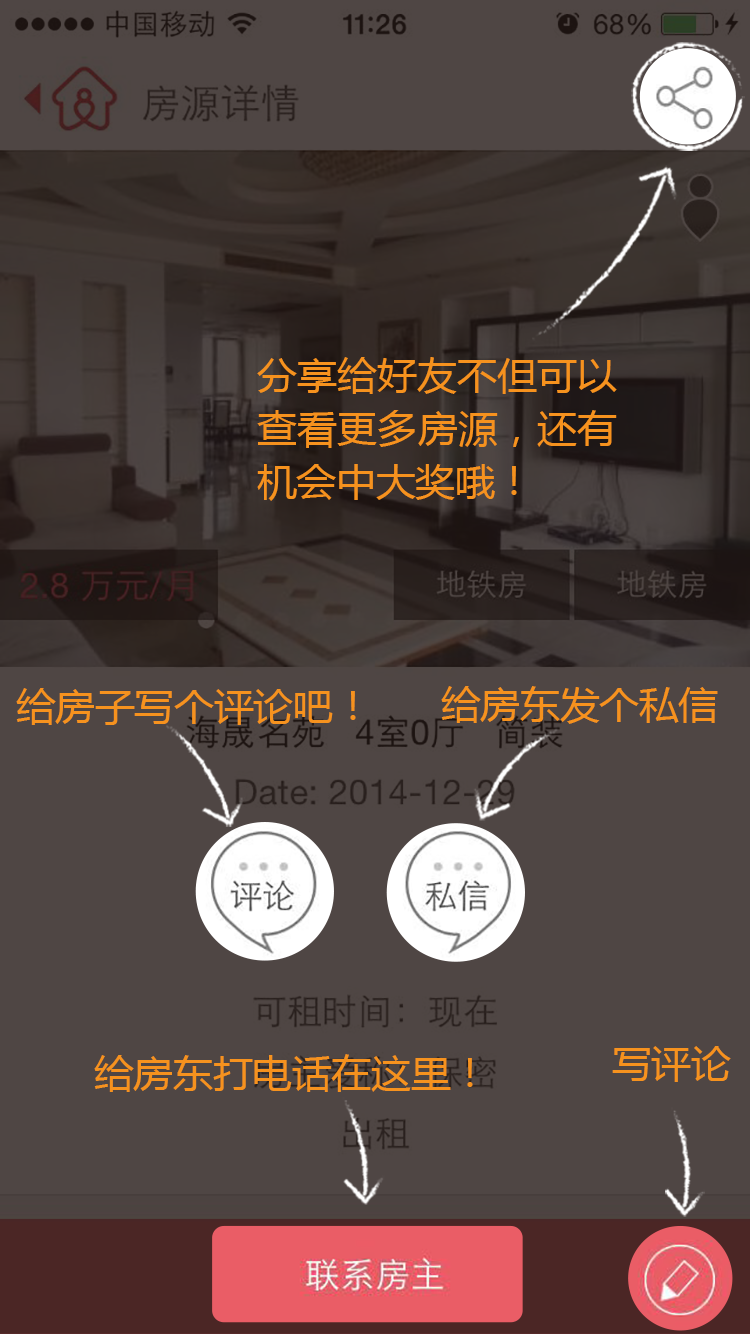 中国移动
11:26
68%
房源详情
分享给好友不但可以
查看更多房源，还有
机会中大奖哦！
2.8 万元/月
地铁房
地铁房
给房子写个评论吧！
给房东发个私信
海晟名苑 4室0厅 简装
Date: 2014-12-29
评论
私信
可租时间：现在
给房东打电话在这里！
保密
写评论
出租
联系房主